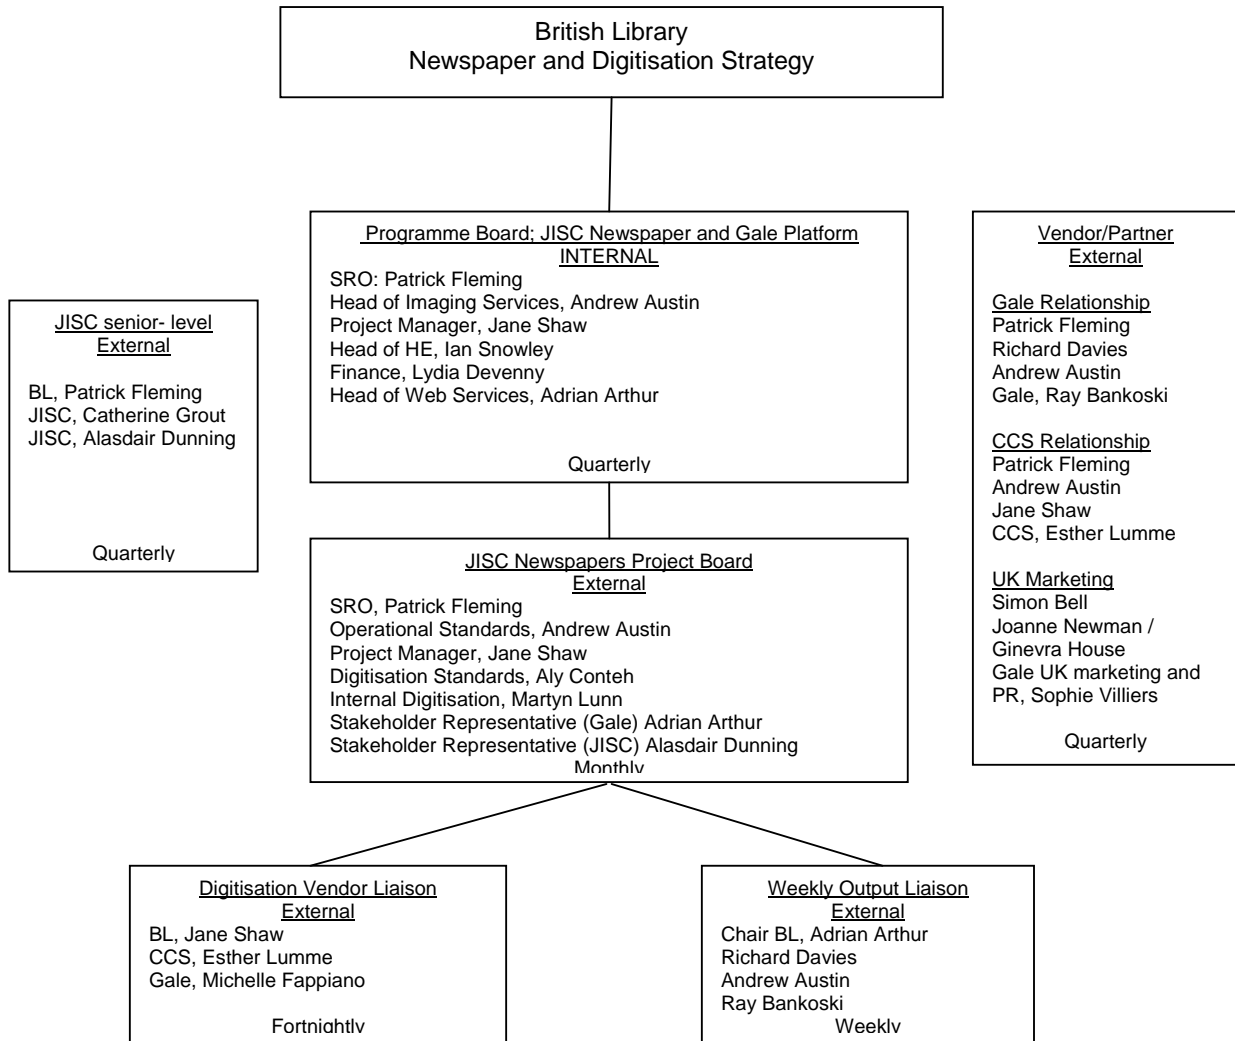 British Library
Newspaper and Digitisation Strategy
Programme Board; JISC Newspaper and Gale Platform
INTERNAL
SRO: Patrick Fleming
Head of Imaging Services, Andrew Austin
Project Manager, Jane Shaw
Head of HE, Ian Snowley
Finance, Lydia Devenny
Head of Web Services, Adrian Arthur
Quarterly
Vendor/Partner
External
Gale Relationship
Patrick Fleming
Richard Davies
Andrew Austin
Gale, Ray Bankoski
CCS Relationship
Patrick Fleming
Andrew Austin
Jane Shaw
CCS, Esther Lumme
UK Marketing
Simon Bell
Joanne Newman /
Ginevra House
Gale UK marketing and
PR, Sophie Villiers
Quarterly
JISC senior- level
External
BL, Patrick Fleming
JISC, Catherine Grout
JISC, Alasdair Dunning
Quarterly
JISC Newspapers Project Board
External
SRO, Patrick Fleming
Operational Standards, Andrew Austin
Project Manager, Jane Shaw
Digitisation Standards, Aly Conteh
Internal Digitisation, Martyn Lunn
Stakeholder Representative (Gale) Adrian Arthur
Stakeholder Representative (JISC) Alasdair Dunning
Monthly
Digitisation Vendor Liaison
External
BL, Jane Shaw
CCS, Esther Lumme
Gale, Michelle Fappiano
Fortnightly
Weekly Output Liaison
External
Chair BL, Adrian Arthur
Richard Davies
Andrew Austin
Ray Bankoski
Weekly